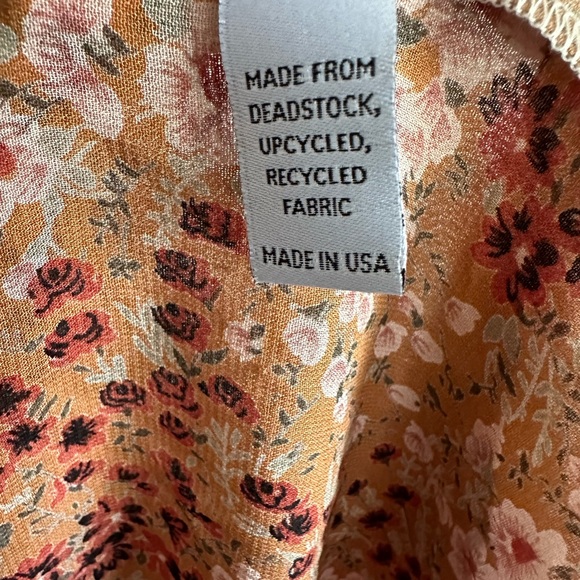 MADE FROM
DEADSTOCK,
UPCYCLED,
RECYCLED
FABRIC
MADE IN USA